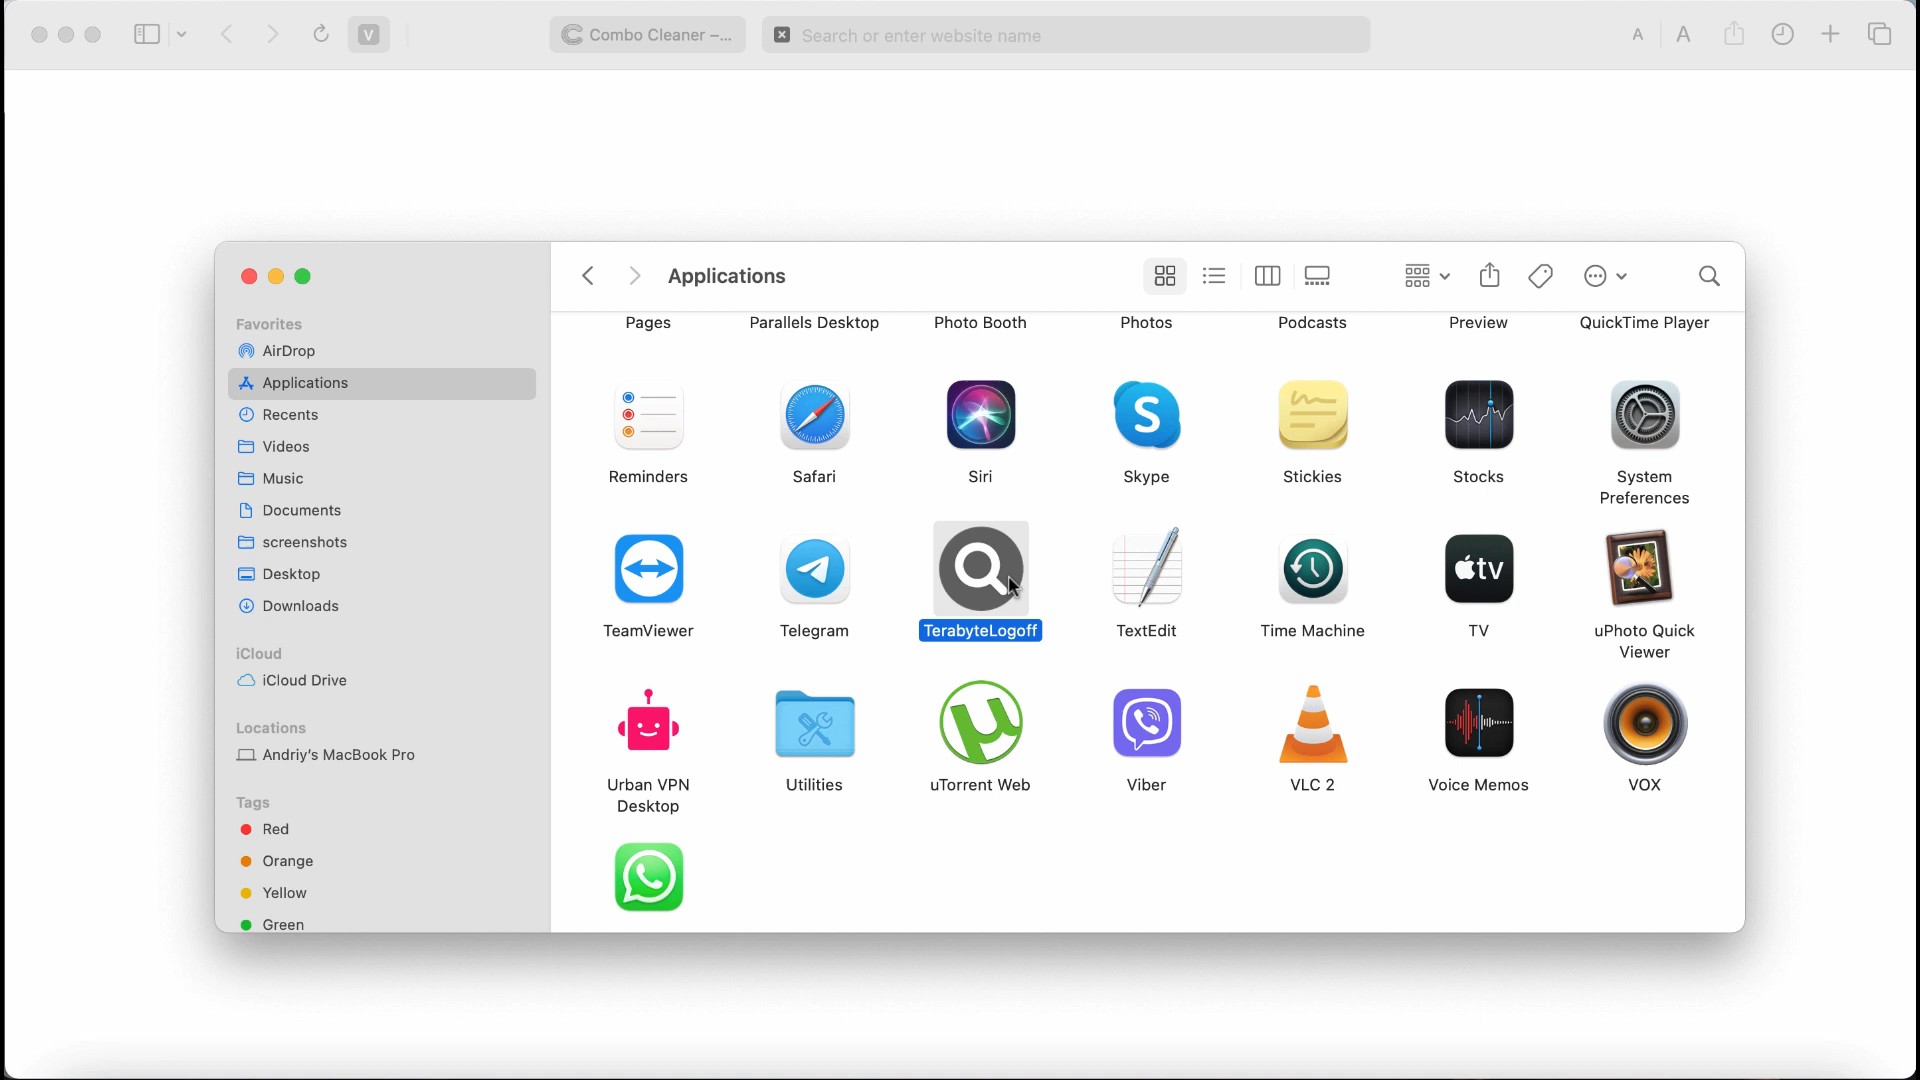 V
Combo Cleaner –...
Search or enter website name
A
A
Applications
Favorites
AirDrop
Applications
Recents
Videos
Music
Documents
screenshots
Desktop
Downloads
iCloud
iCloud Drive
Locations
Andriy's MacBook Pro
Tags
Red
Orange
Yellow
Green
Pages
Parallels Desktop
Photo Booth
Photos
Podcasts
Preview
QuickTime Player
S
Reminders
Safari
Siri
Skype
Stickies
Stocks
System
Preferences
tv
TeamViewer
Telegram
TerabyteLogoff
TextEdit
Time Machine
TV
uPhoto Quick
Viewer
µ
Urban VPN
Desktop
Utilities
uTorrent Web
Viber
VLC 2
Voice Memos
VOX